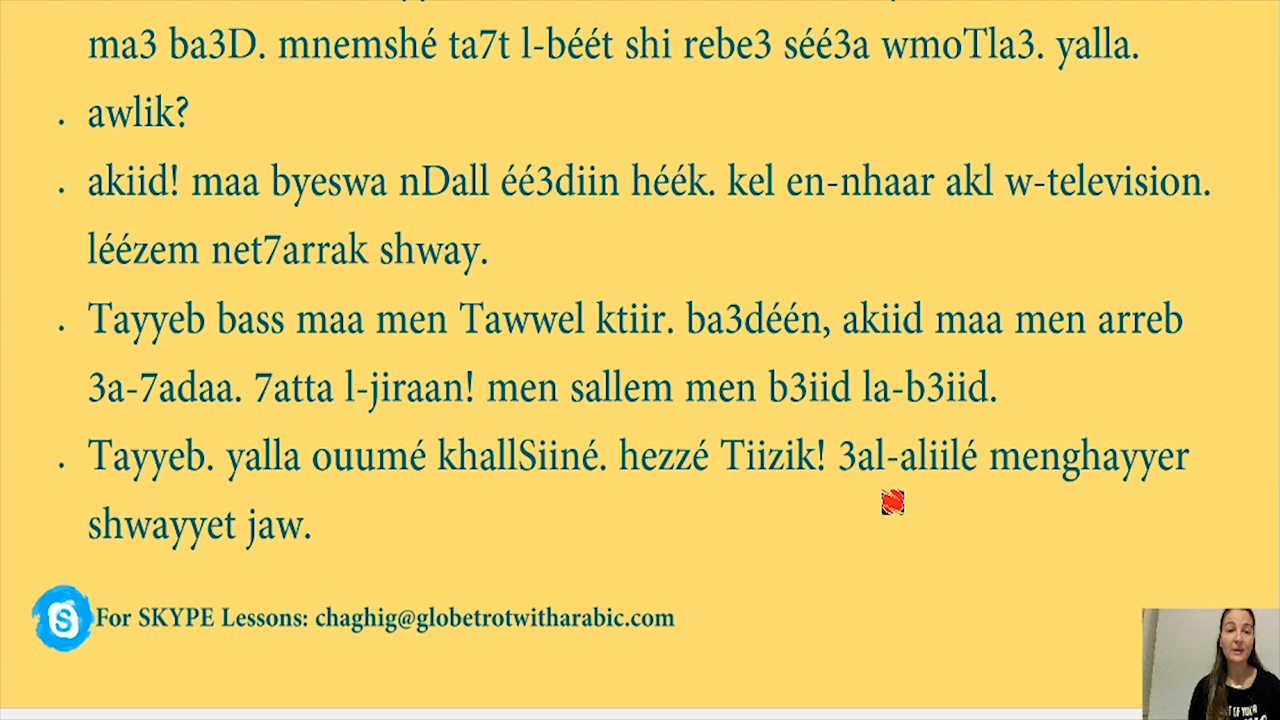 ma3 ba3D. mnemshé ta7t l-béét shi rebe3 séé3a wmoTla3. yalla.
. awlik?
. akiid! maa byeswa nDall éé3diin héék. kel en-nhaar akl w-television.
léézem net7arrak shway.
. Tayyeb bass maa men Tawwel ktiir. ba3déén, akiid maa men arreb
3a-7adaa. 7atta l-jiraan! men sallem men b3iid la-b3iid.
. Tayyeb. yalla ouumé khallSiiné. hezzé Tiizik! 3al-aliilé menghayyer
shwayyet jaw.
For SKYPE Lessons: chaghig@globetrotwitharabic.com